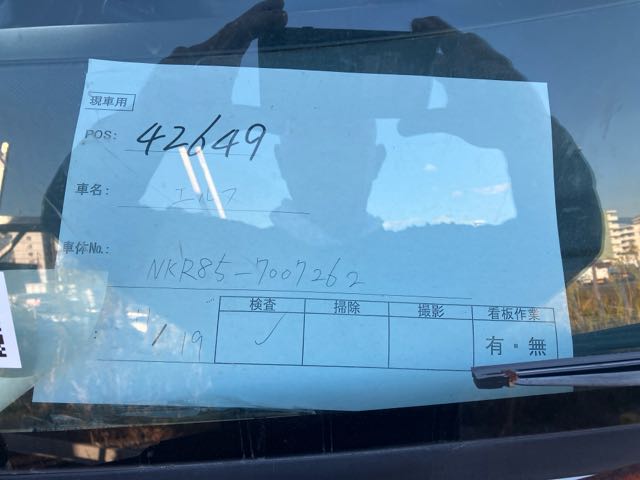 現車用
POS: 42649
車名: エルフ
車体No.: NKR85-7007262
検査 掃除 撮影 看板作業
: 1/19 ✓ 有・無